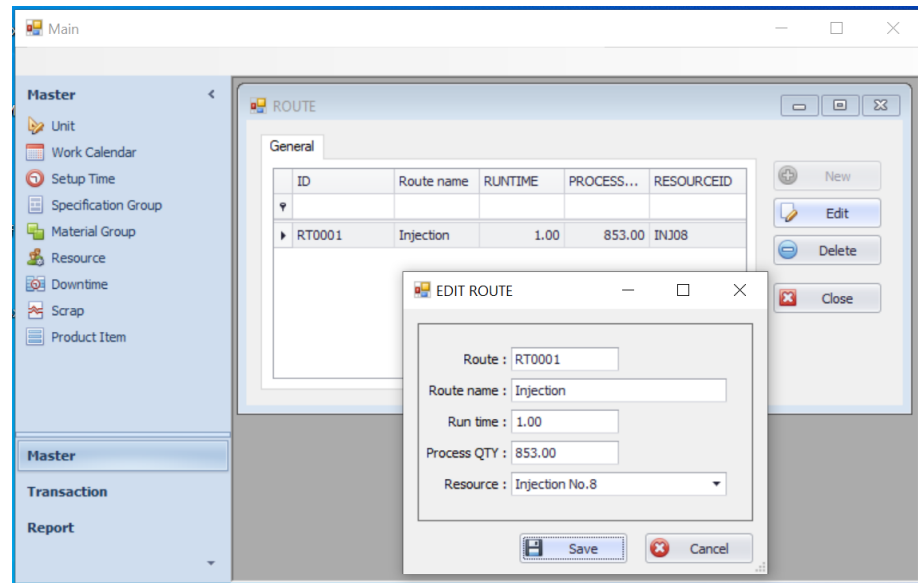 Main
Master
Unit
Work Calendar
Setup Time
Specification Group
Material Group
Resource
Downtime
Scrap
Product Item
Master
Transaction
Report
ROUTE
General
ID Route name RUNTIME PROCESS... RESOURCEID
RT0001 Injection 1.00 853.00 INJ08
New
Edit
Delete
Close
EDIT ROUTE
Route : RT0001
Route name : Injection
Run time : 1.00
Process QTY : 853.00
Resource : Injection No.8
Save Cancel